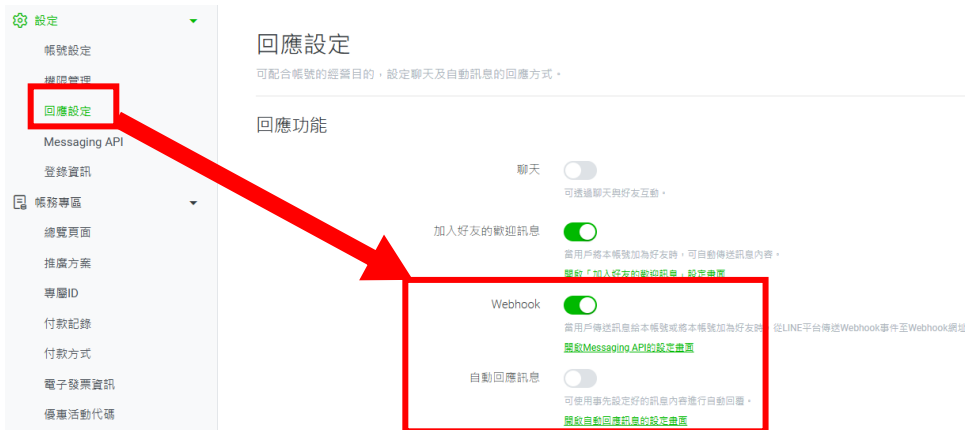 設定
帳號設定
權限管理
回應設定
Messaging API
登錄資訊
帳務專區
總覽頁面
推廣方案
專屬ID
付款記錄
付款方式
電子發票資訊
優惠活動代碼
回應設定
可配合帳號的經營目的，設定聊天及自動訊息的回應方式。
回應功能
聊天
可透過聊天與好友互動。
加入好友的歡迎訊息
當用戶將本帳號加為好友時，可自動傳送訊息內容。
開啟「加入好友的歡迎訊息」設定畫面
Webhook
當用戶傳送訊息給本帳號或將本帳號加為好友時，從LINE平台傳送Webhook事件至Webhook網址
開啟Messaging API的設定畫面
自動回應訊息
可使用事先設定好的訊息內容進行自動回覆。
開啟自動回應訊息的設定畫面